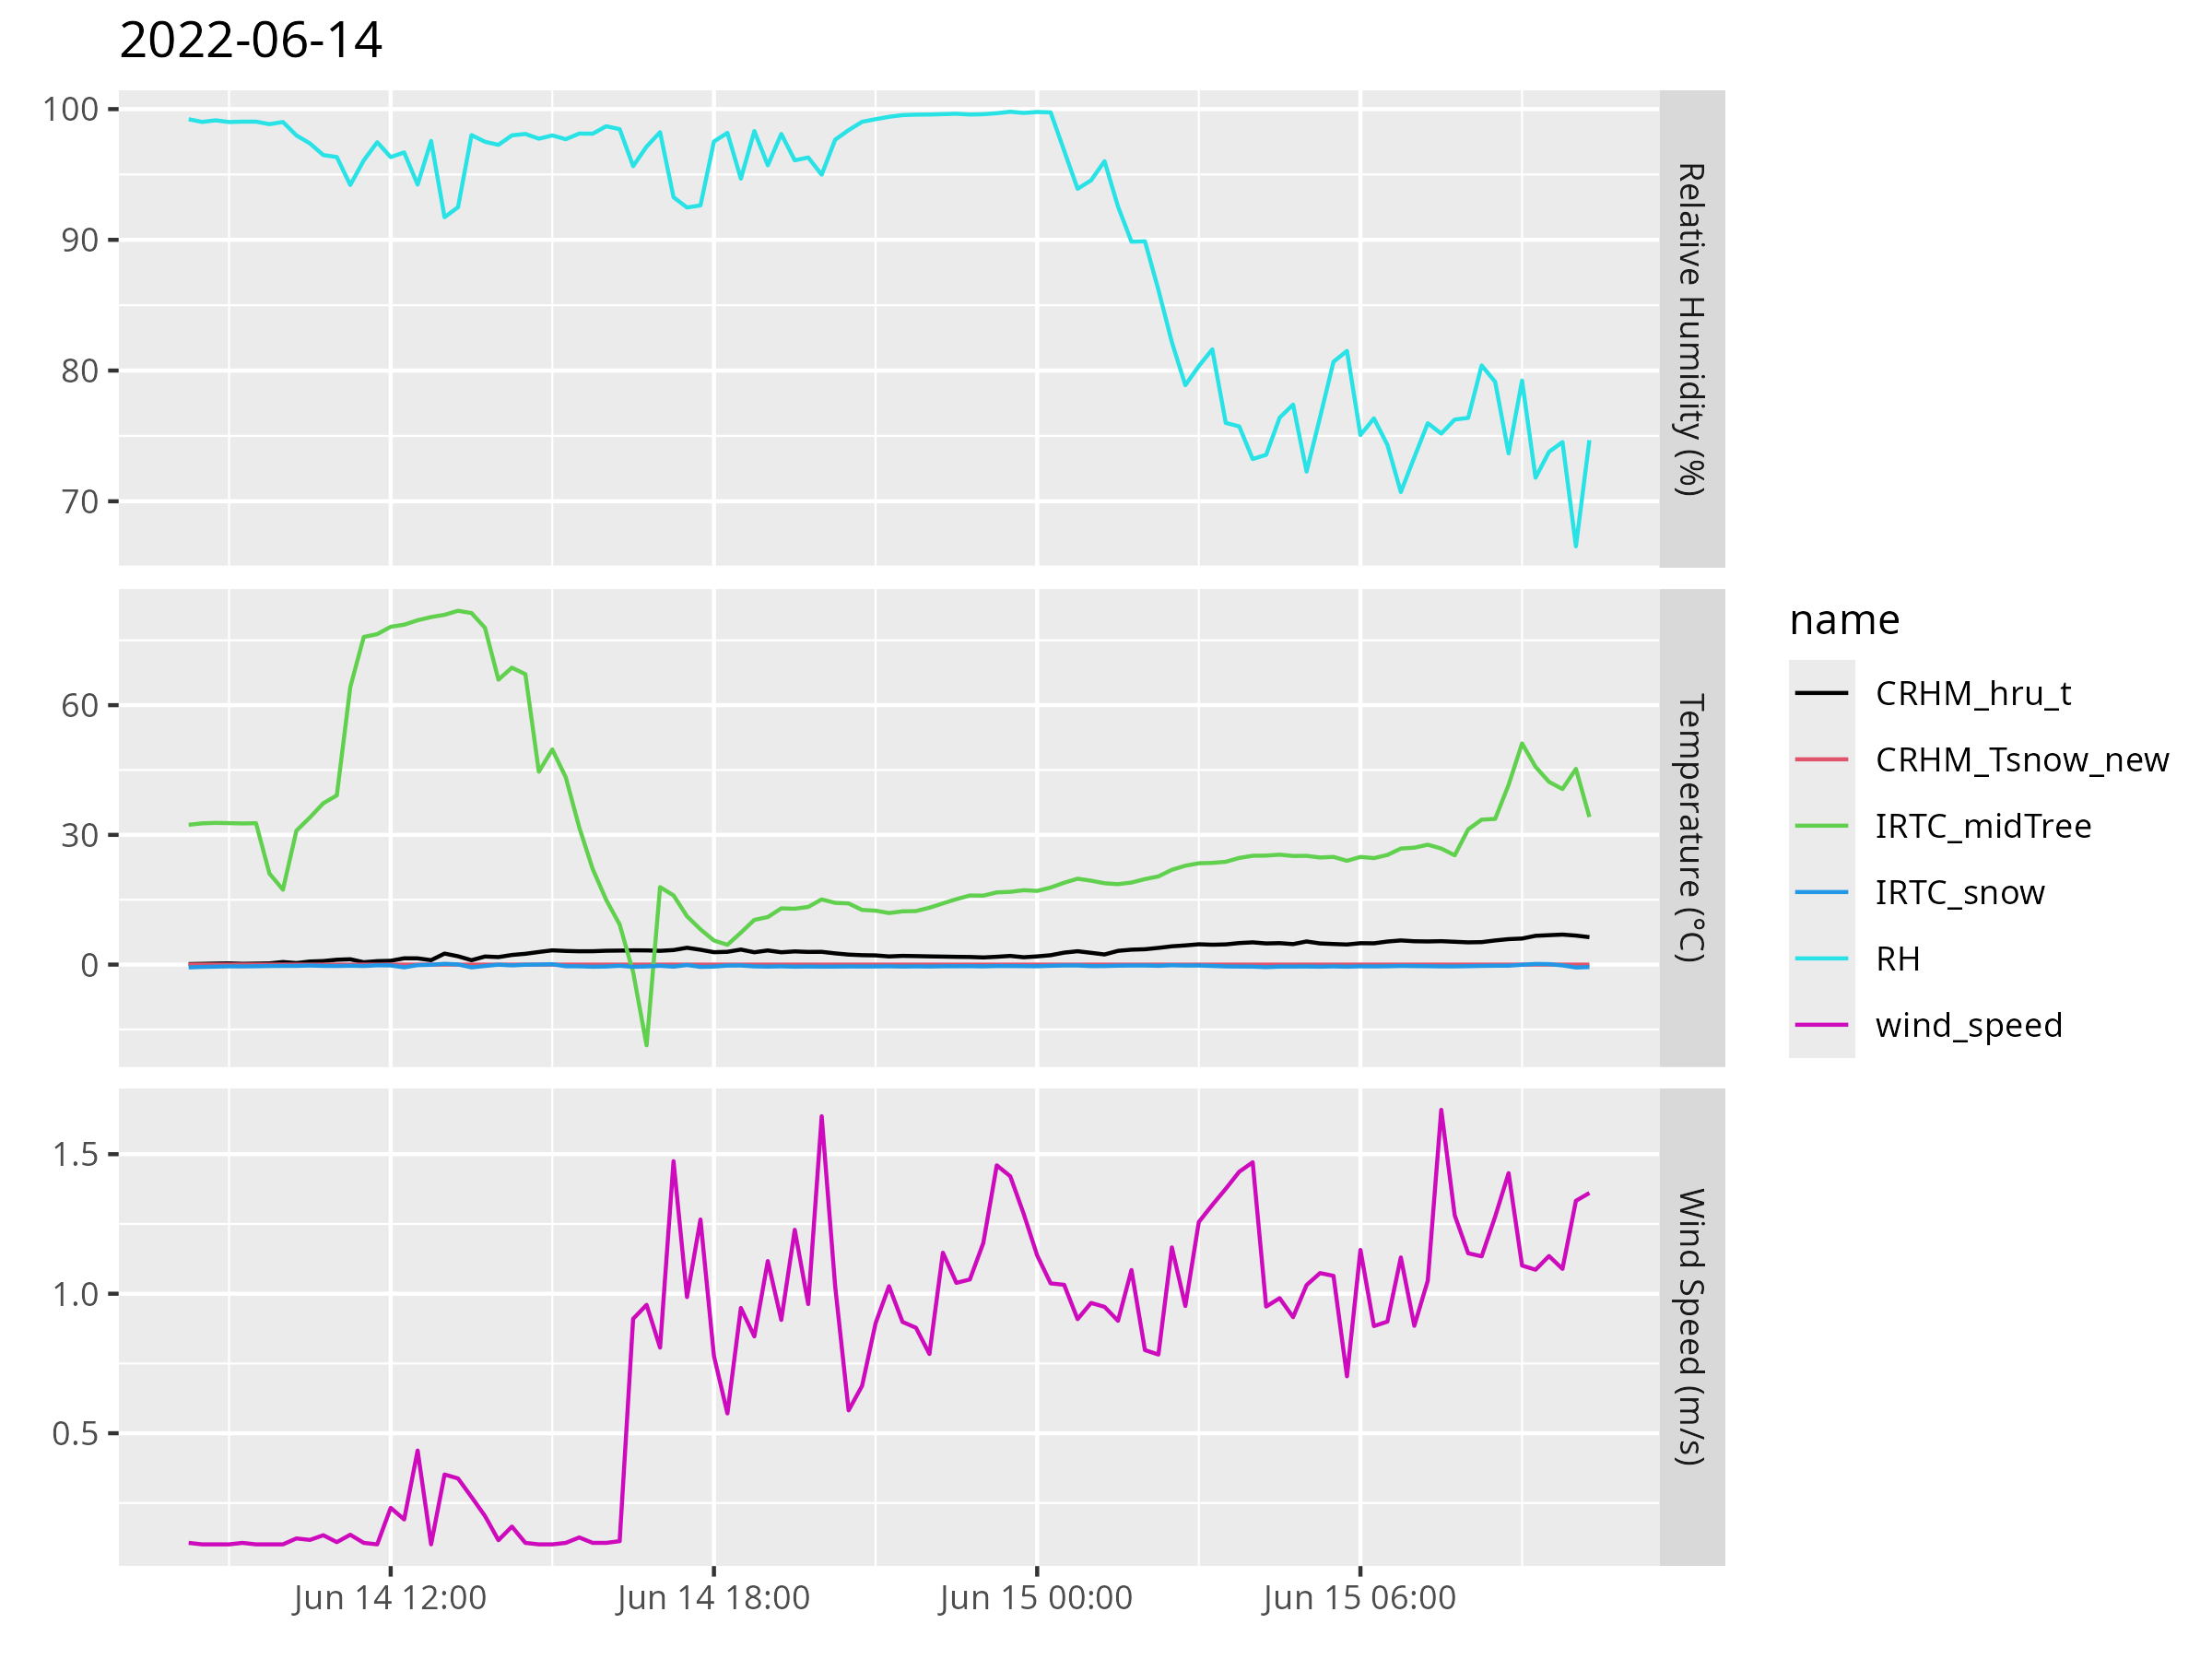 2022-06-14
100
90
80
70
Relative Humidity (%)
60
30
0
Temperature (°C)
1.5
1.0
0.5
Wind Speed (m/s)
Jun 14 12:00
Jun 14 18:00
Jun 15 00:00
Jun 15 06:00
name
CRHM_hru_t
CRHM_Tsnow_new
IRTC_midTree
IRTC_snow
RH
wind_speed